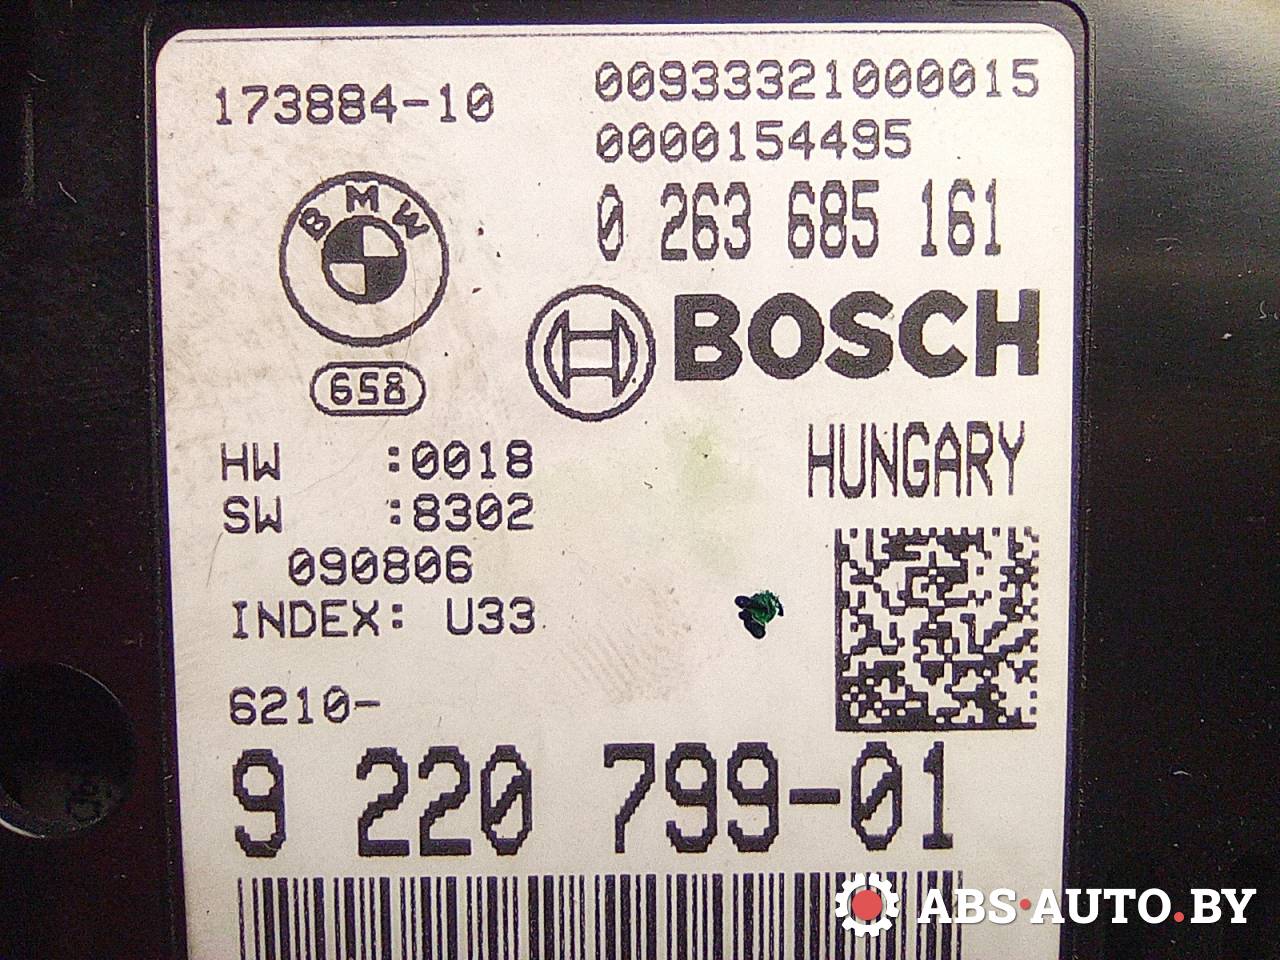 173884-10
00933321000015
0000154495
0 263 685 161
BMW
BOSCH
658
HUNGARY
HW :0018
SW :8302
090806
INDEX: U33
6210-
9 220 799-01
ABS·AUTO.BY